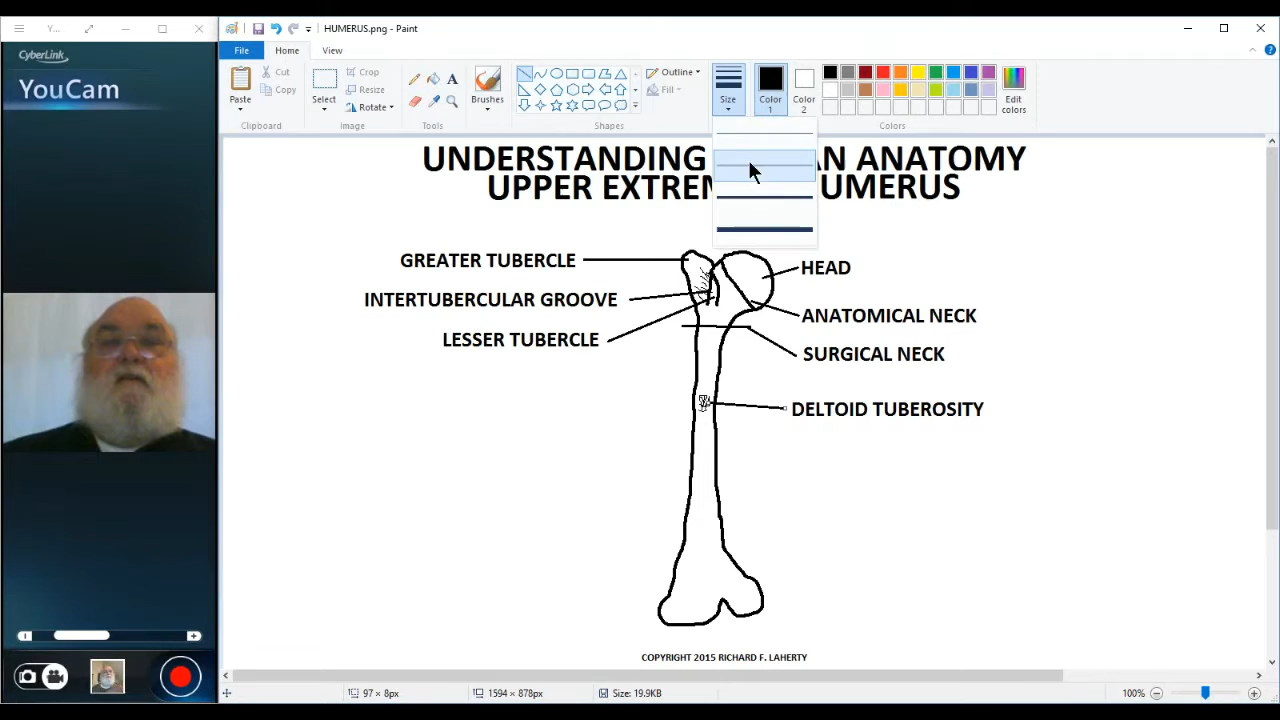 Y...
HUMERUS.png - Paint
CyberLink
YouCam
File
Home
View
Paste
Cut
Copy
Clipboard
Select
Crop
Resize
Rotate
Image
A
Tools
Brushes
Shapes
Outline
Fill
Size
Color
1
Color
2
Edit
colors
Colors
UNDERSTANDING AN ANATOMY
UPPER EXTREM UMERUS
GREATER TUBERCLE
HEAD
INTERTUBERCULAR GROOVE
ANATOMICAL NECK
LESSER TUBERCLE
SURGICAL NECK
DELTOID TUBEROSITY
COPYRIGHT 2015 RICHARD F. LAHERTY
97 × 8px
1594 × 878px
Size: 19.9KB
100%